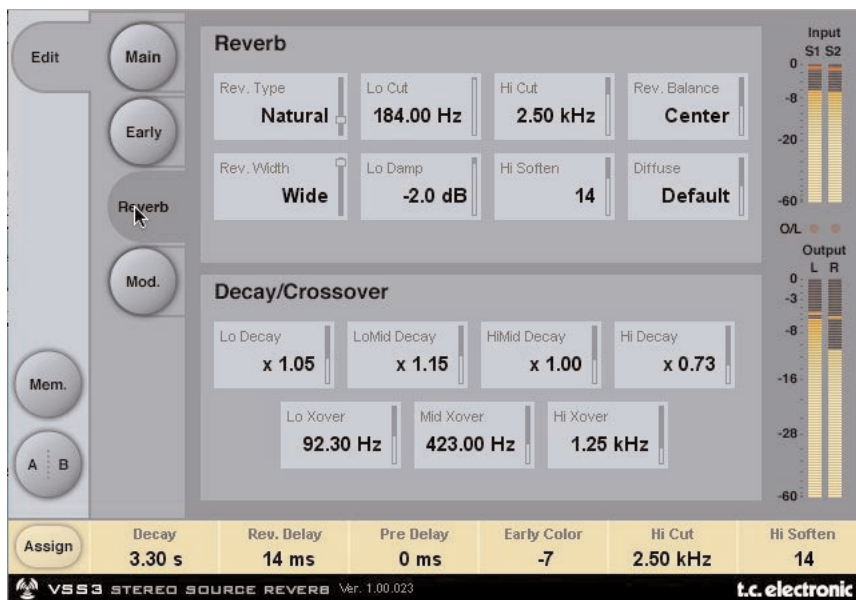 Edit
Main
Early
Reverb
Mod.
Mem.
A B
Reverb
Rev. Type
Natural
Lo Cut
184.00 Hz
Hi Cut
2.50 kHz
Rev. Balance
Center
Rev. Width
Wide
Lo Damp
-2.0 dB
Hi Soften
14
Diffuse
Default
Decay/Crossover
Lo Decay
x 1.05
LoMid Decay
x 1.15
HiMid Decay
x 1.00
Hi Decay
x 0.73
Lo Xover
92.30 Hz
Mid Xover
423.00 Hz
Hi Xover
1.25 kHz
Input
S1 S2
0
-8
-20
-60
O/L
Output
L R
0
-3
-8
-16
-28
-60
Assign
Decay
3.30 s
Rev. Delay
14 ms
Pre Delay
0 ms
Early Color
-7
Hi Cut
2.50 kHz
Hi Soften
14
VSS3 STEREO SOURCE REVERB Ver. 1.00.023
t.c. electronic